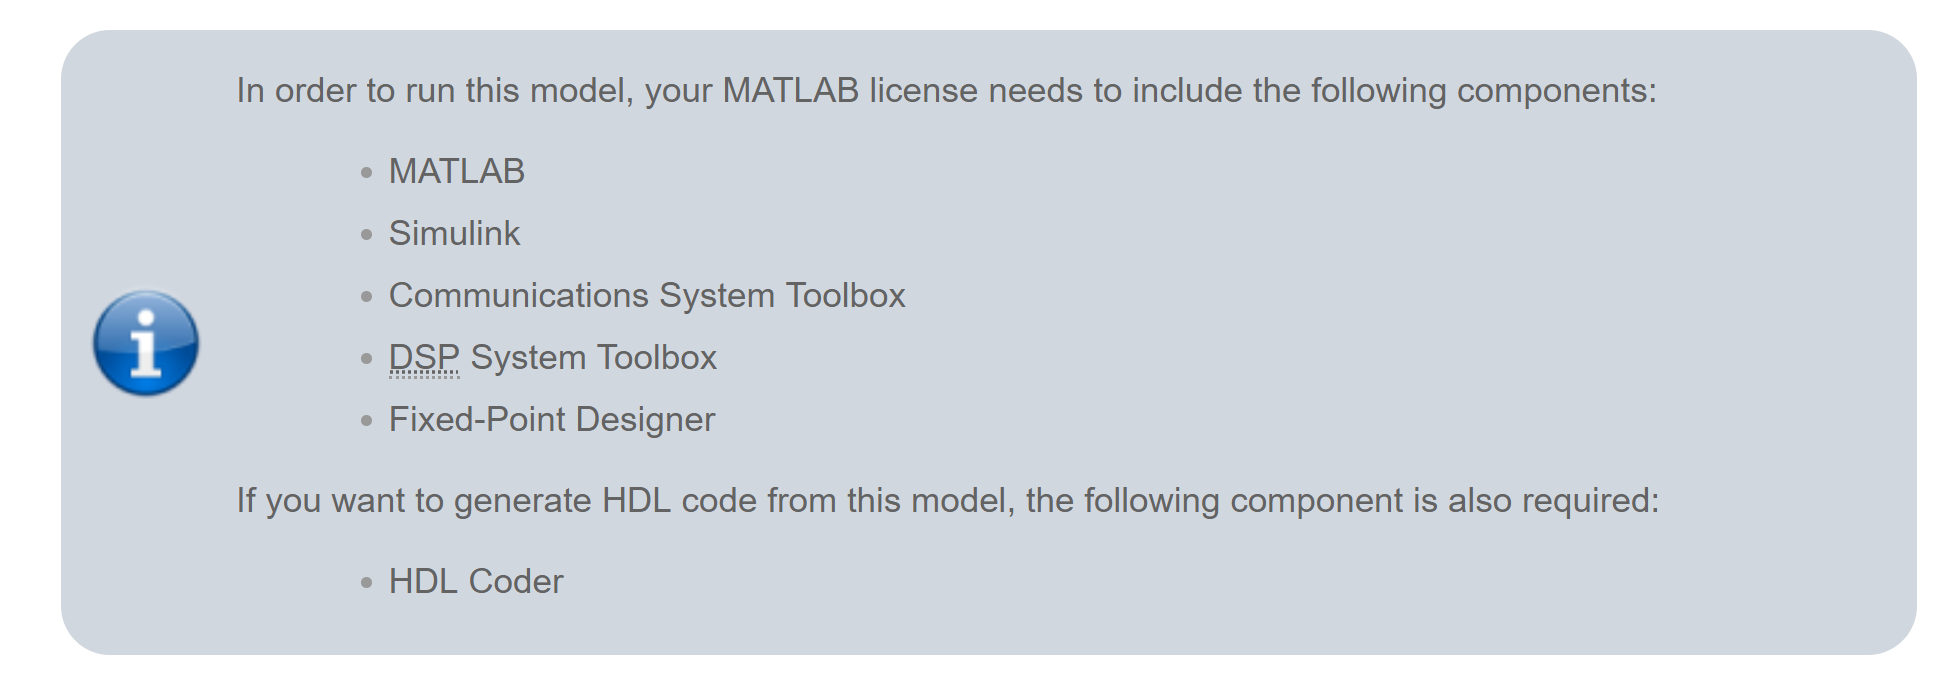 In order to run this model, your MATLAB license needs to include the following components:
MATLAB
Simulink
Communications System Toolbox
DSP System Toolbox
Fixed-Point Designer
If you want to generate HDL code from this model, the following component is also required:
HDL Coder